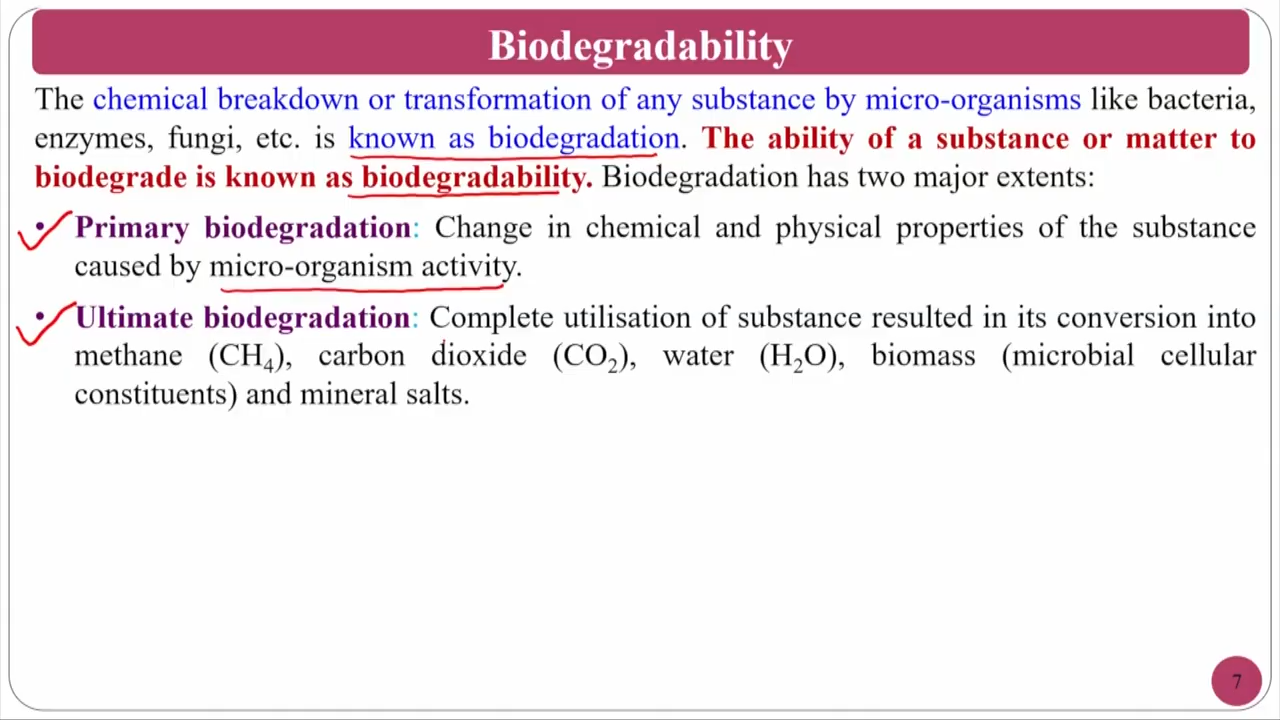 Biodegradability
The chemical breakdown or transformation of any substance by micro-organisms like bacteria,
enzymes, fungi, etc. is known as biodegradation. The ability of a substance or matter to
biodegrade is known as biodegradability. Biodegradation has two major extents:
• Primary biodegradation: Change in chemical and physical properties of the substance
caused by micro-organism activity.
• Ultimate biodegradation: Complete utilisation of substance resulted in its conversion into
methane (CH₄), carbon dioxide (CO₂), water (H₂O), biomass (microbial cellular
constituents) and mineral salts.
7